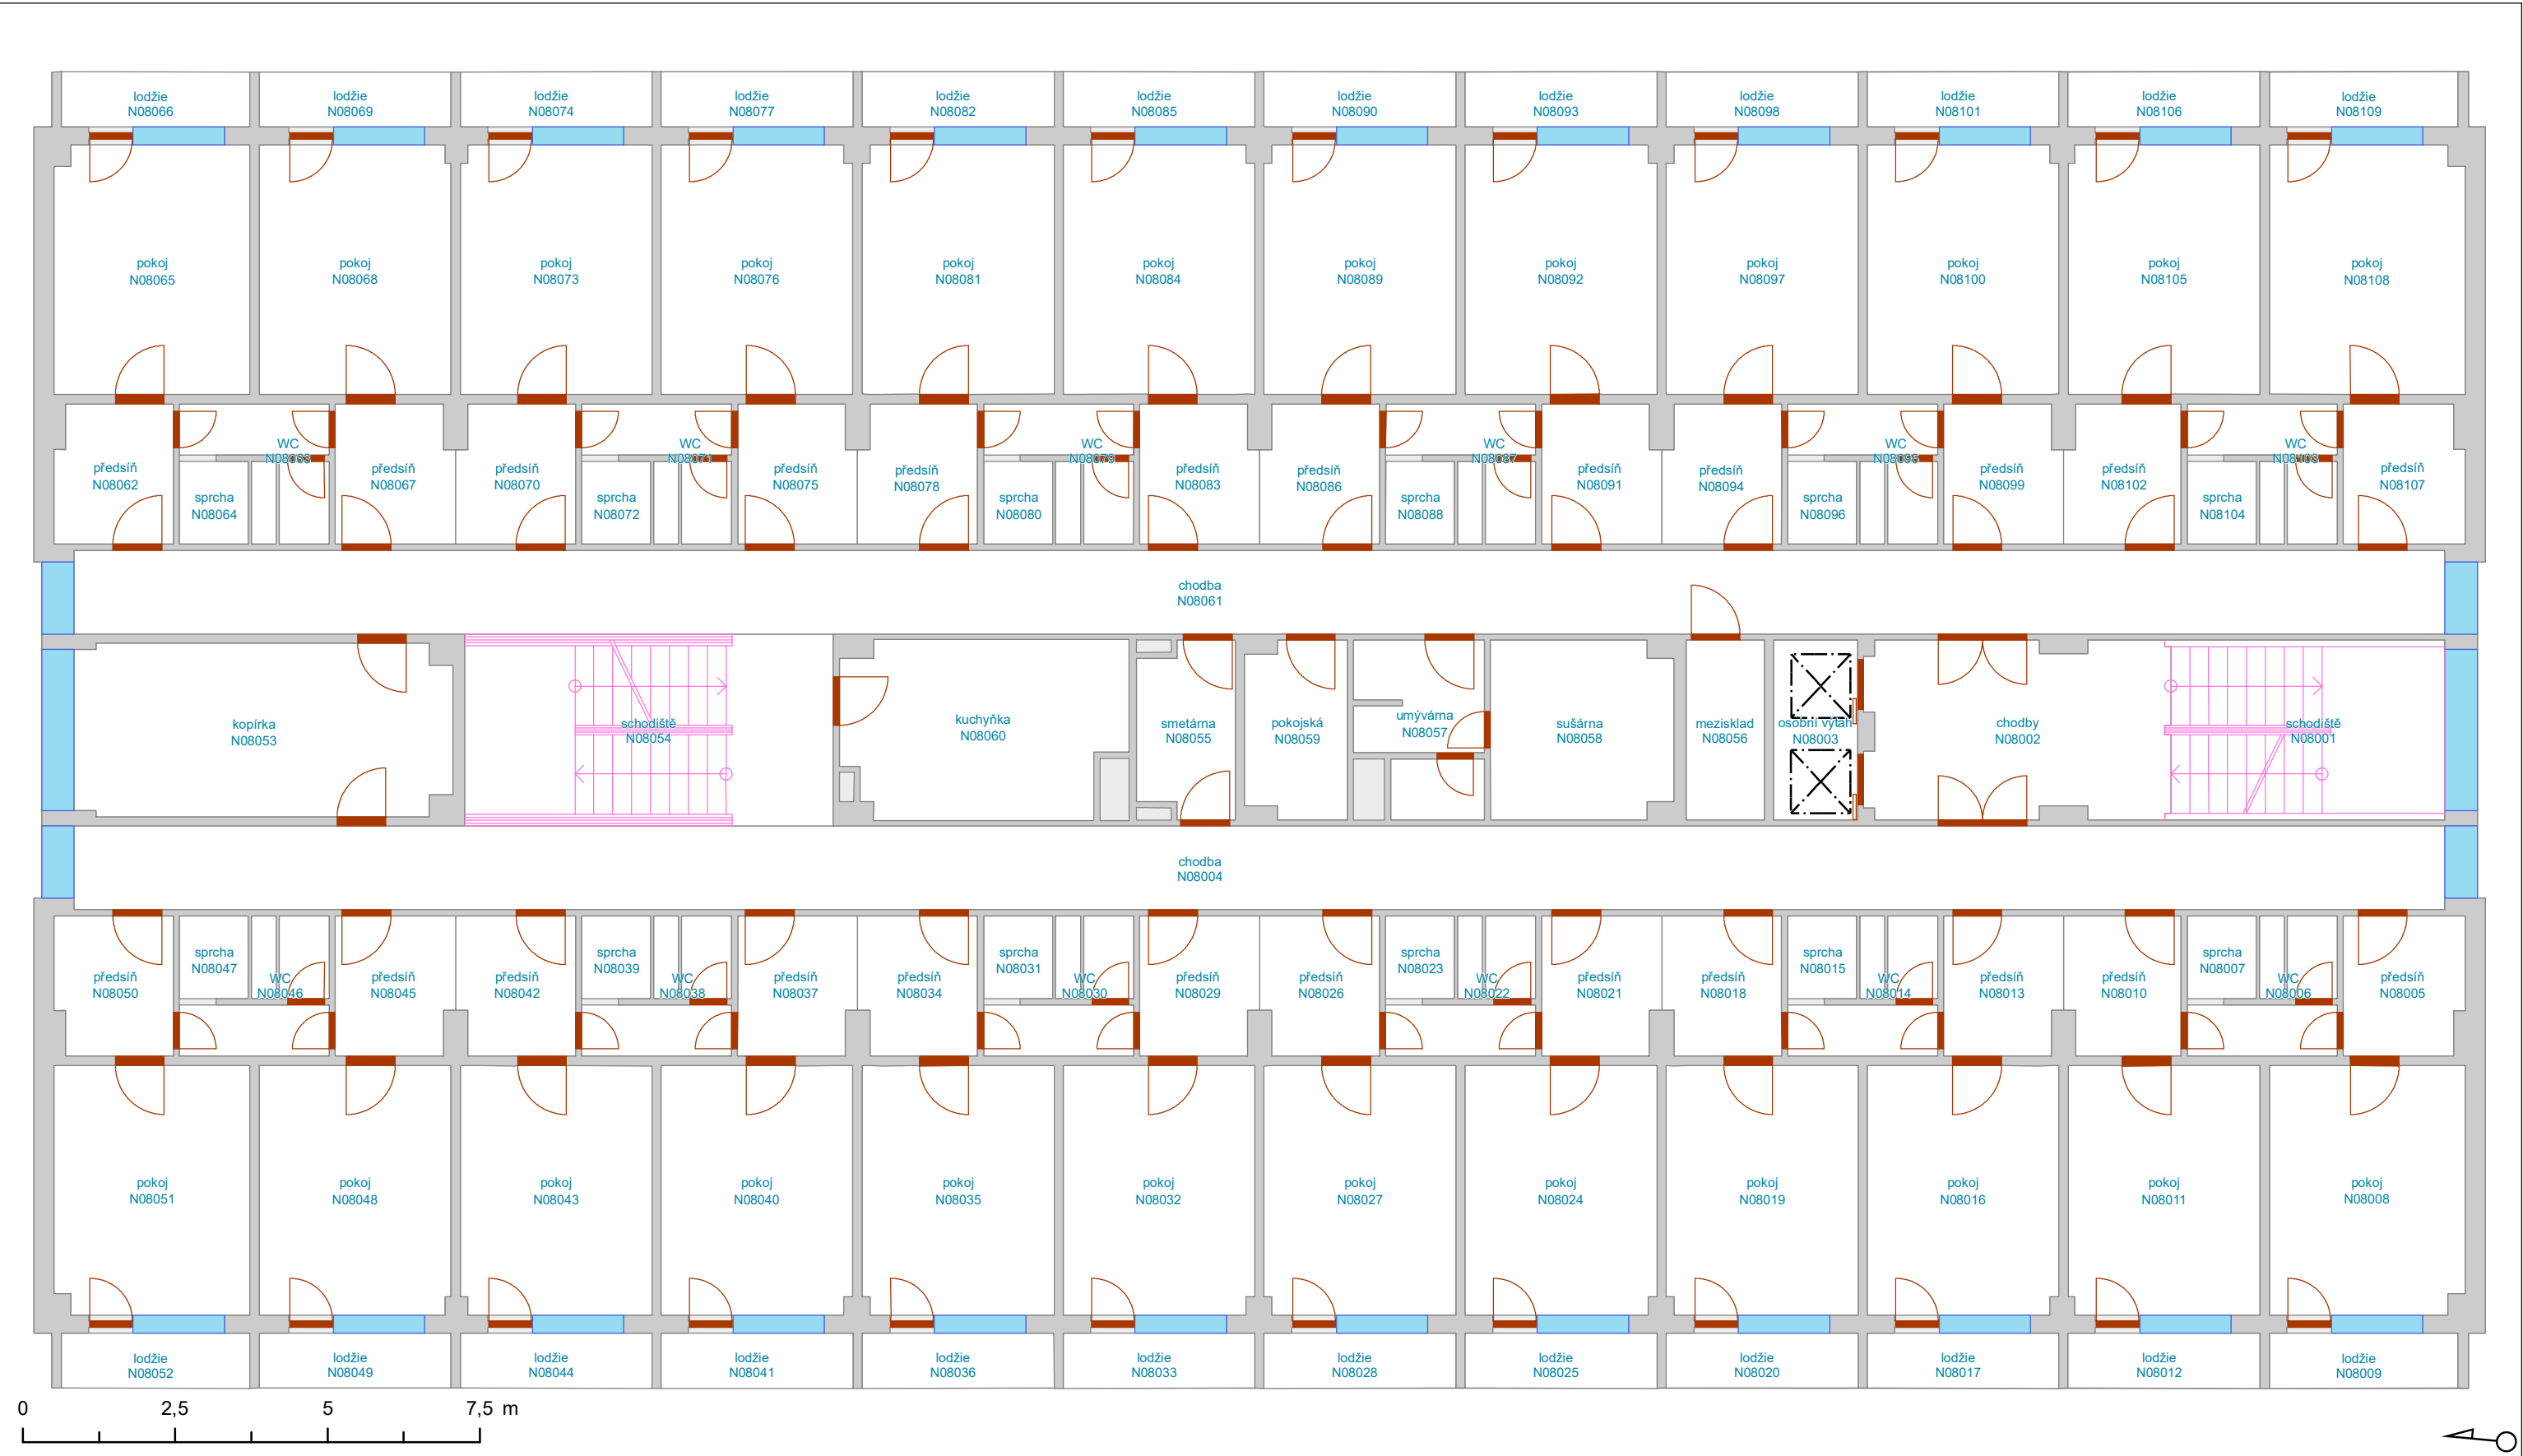 lodžie
N08066
lodžie
N08069
lodžie
N08074
lodžie
N08077
lodžie
N08082
lodžie
N08085
lodžie
N08090
lodžie
N08093
lodžie
N08098
lodžie
N08101
lodžie
N08106
lodžie
N08109
pokoj
N08065
pokoj
N08068
pokoj
N08073
pokoj
N08076
pokoj
N08081
pokoj
N08084
pokoj
N08089
pokoj
N08092
pokoj
N08097
pokoj
N08100
pokoj
N08105
pokoj
N08108
předsíň
N08062
sprcha
N08064
WC
N08063
předsíň
N08067
předsíň
N08070
sprcha
N08072
WC
N08071
předsíň
N08075
předsíň
N08078
sprcha
N08080
WC
N08079
předsíň
N08083
předsíň
N08086
sprcha
N08088
WC
N08087
předsíň
N08091
předsíň
N08094
sprcha
N08096
WC
N08095
předsíň
N08099
předsíň
N08102
sprcha
N08104
WC
N08103
předsíň
N08107
chodba
N08061
kopírka
N08053
schodiště
N08054
kuchyňka
N08060
smetárna
N08055
pokojská
N08059
umývárna
N08057
sušárna
N08058
mezisklad
N08056
osobní výtah
N08003
chodby
N08002
schodiště
N08001
chodba
N08004
předsíň
N08050
sprcha
N08047
WC
N08046
předsíň
N08045
předsíň
N08042
sprcha
N08039
WC
N08038
předsíň
N08037
předsíň
N08034
sprcha
N08031
WC
N08030
předsíň
N08029
předsíň
N08026
sprcha
N08023
WC
N08022
předsíň
N08021
předsíň
N08018
sprcha
N08015
WC
N08014
předsíň
N08013
předsíň
N08010
sprcha
N08007
WC
N08006
předsíň
N08005
pokoj
N08051
pokoj
N08048
pokoj
N08043
pokoj
N08040
pokoj
N08035
pokoj
N08032
pokoj
N08027
pokoj
N08024
pokoj
N08019
pokoj
N08016
pokoj
N08011
pokoj
N08008
lodžie
N08052
lodžie
N08049
lodžie
N08044
lodžie
N08041
lodžie
N08036
lodžie
N08033
lodžie
N08028
lodžie
N08025
lodžie
N08020
lodžie
N08017
lodžie
N08012
lodžie
N08009
0 2,5 5 7,5 m